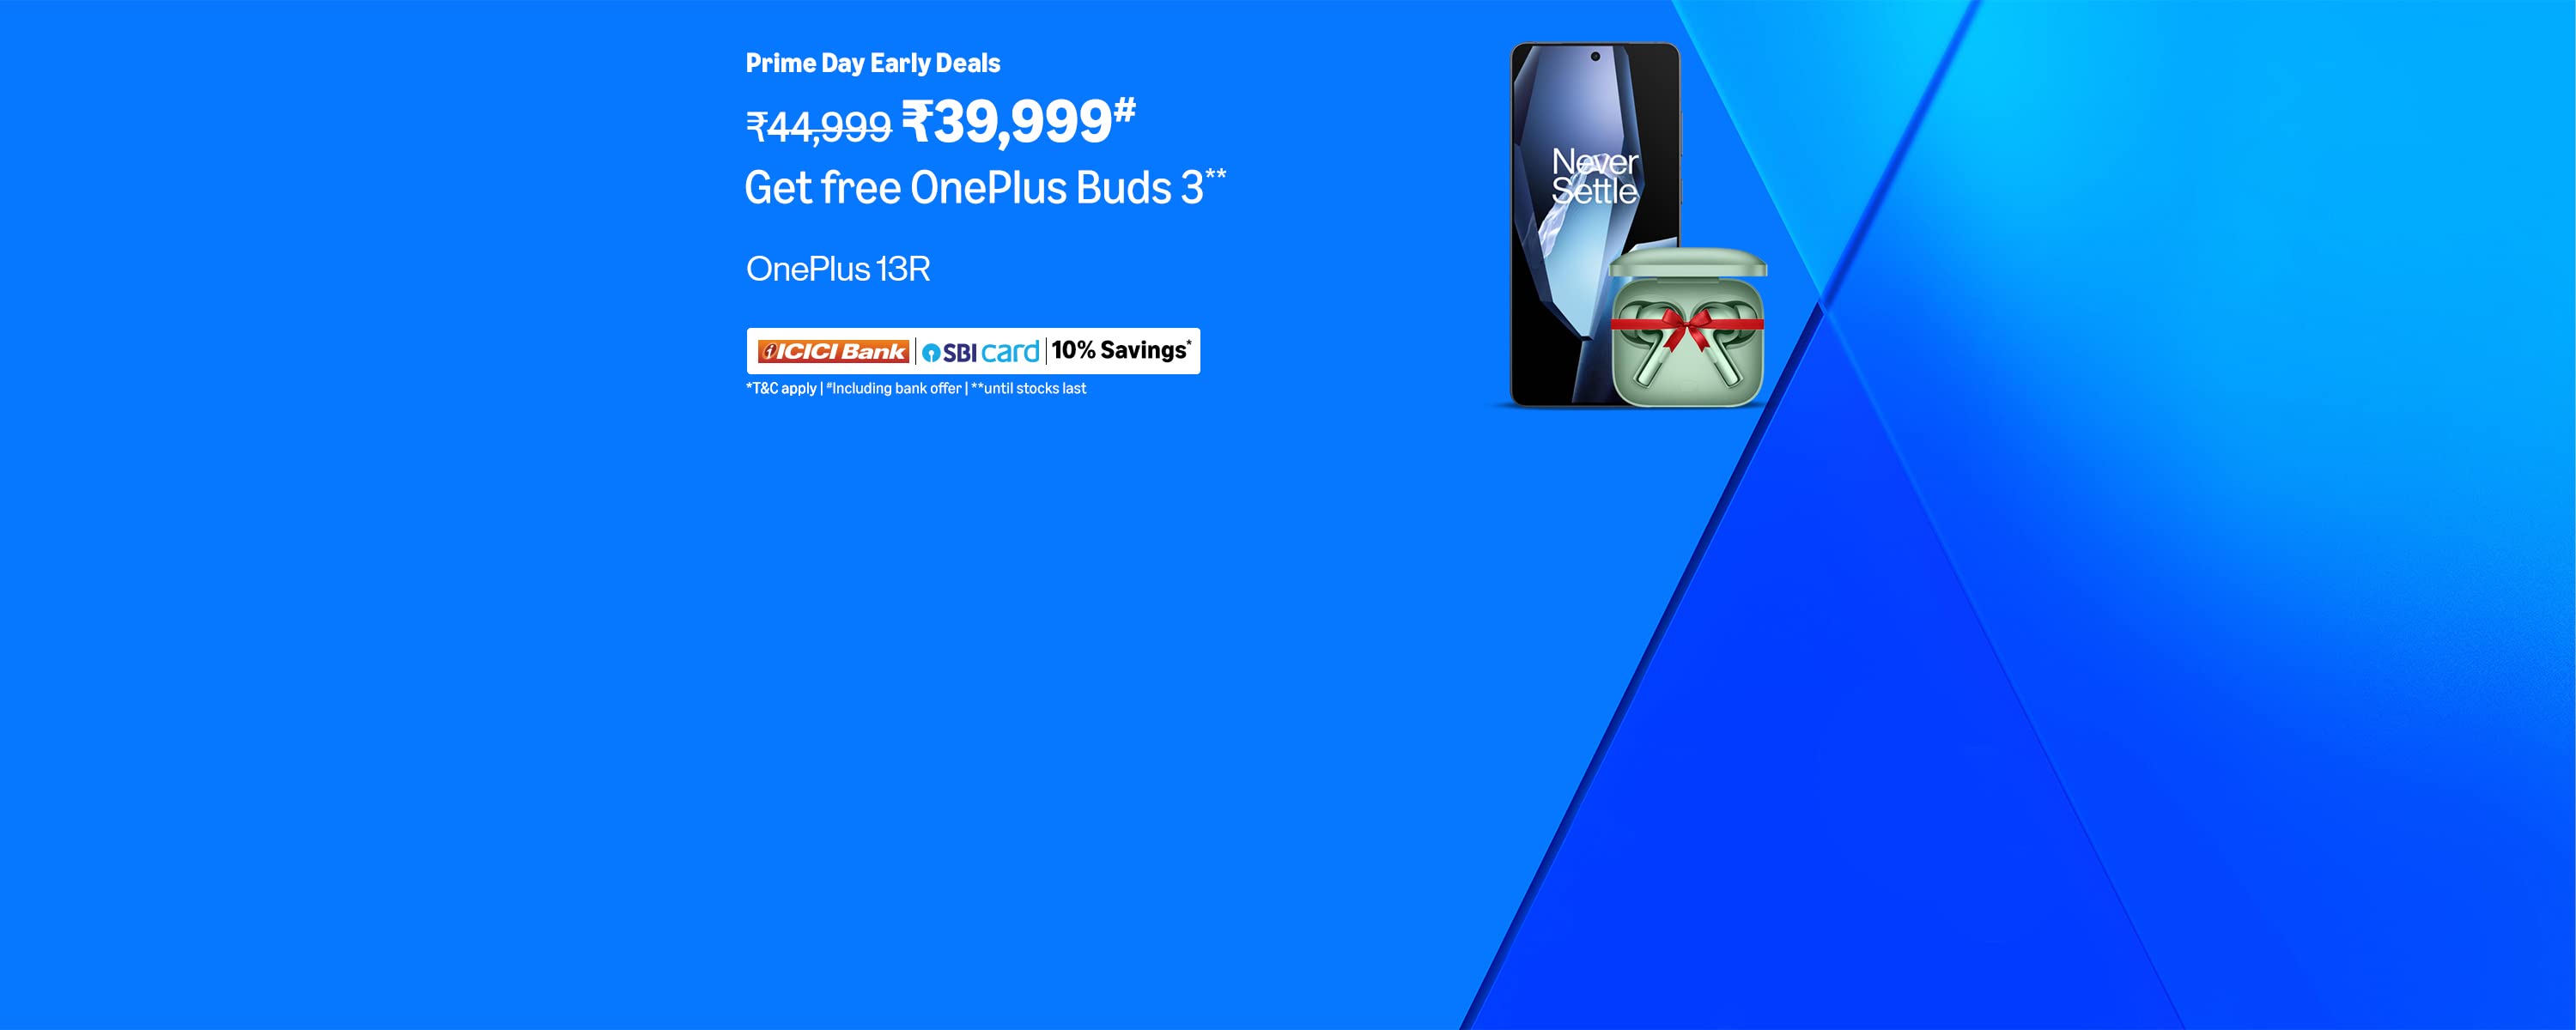 Prime Day Early Deals
₹44,999 ₹39,999#
Get free OnePlus Buds 3**
OnePlus 13R
ICICI Bank | SBI card | 10% Savings*
*T&C apply | #Including bank offer | **until stocks last
Never
Settle